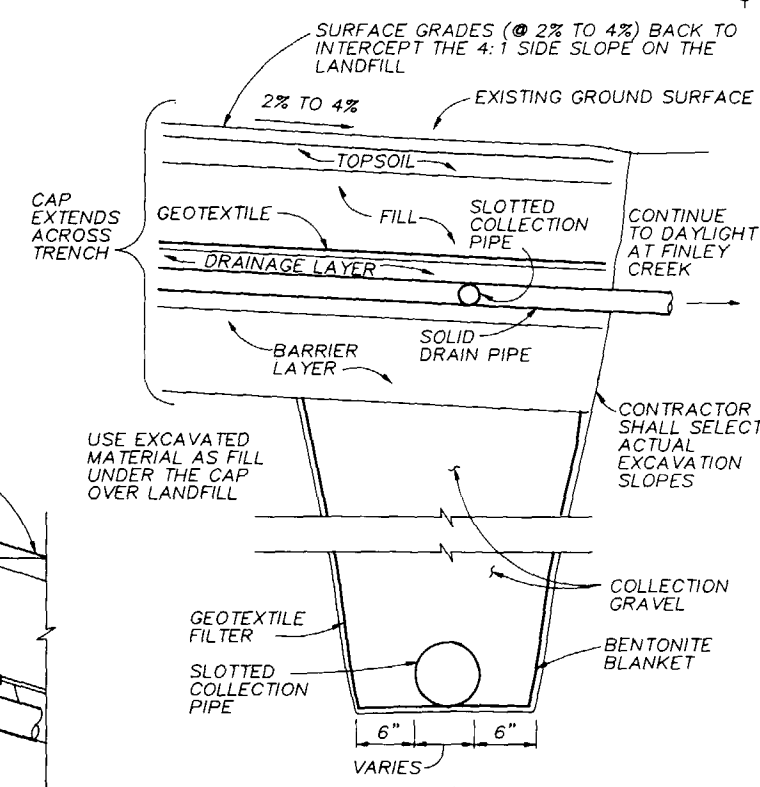 SURFACE GRADES (@ 2% TO 4%) BACK TO
INTERCEPT THE 4:1 SIDE SLOPE ON THE
LANDFILL
2% TO 4%
EXISTING GROUND SURFACE
TOPSOIL
CAP
EXTENDS
ACROSS
TRENCH
GEOTEXTILE
FILL
SLOTTED
COLLECTION
PIPE
CONTINUE
TO DAYLIGHT
AT FINLEY
CREEK
DRAINAGE LAYER
SOLID
DRAIN PIPE
BARRIER
LAYER
USE EXCAVATED
MATERIAL AS FILL
UNDER THE CAP
OVER LANDFILL
CONTRACTOR
SHALL SELECT
ACTUAL
EXCAVATION
SLOPES
COLLECTION
GRAVEL
GEOTEXTILE
FILTER
SLOTTED
COLLECTION
PIPE
BENTONITE
BLANKET
6" 6"
VARIES